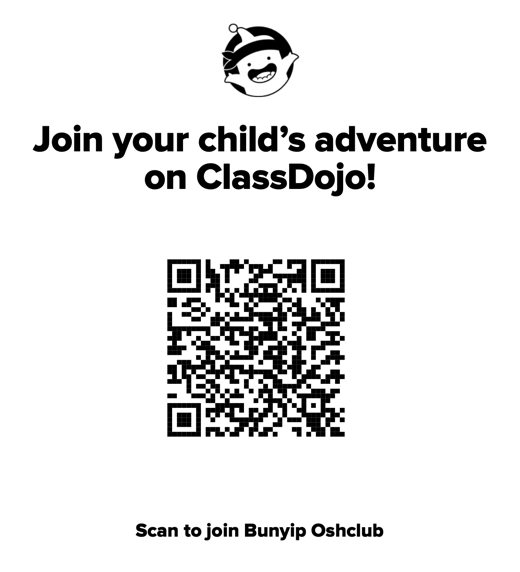 Join your child’s adventure
on ClassDojo!
Scan to join Bunyip Oshclub